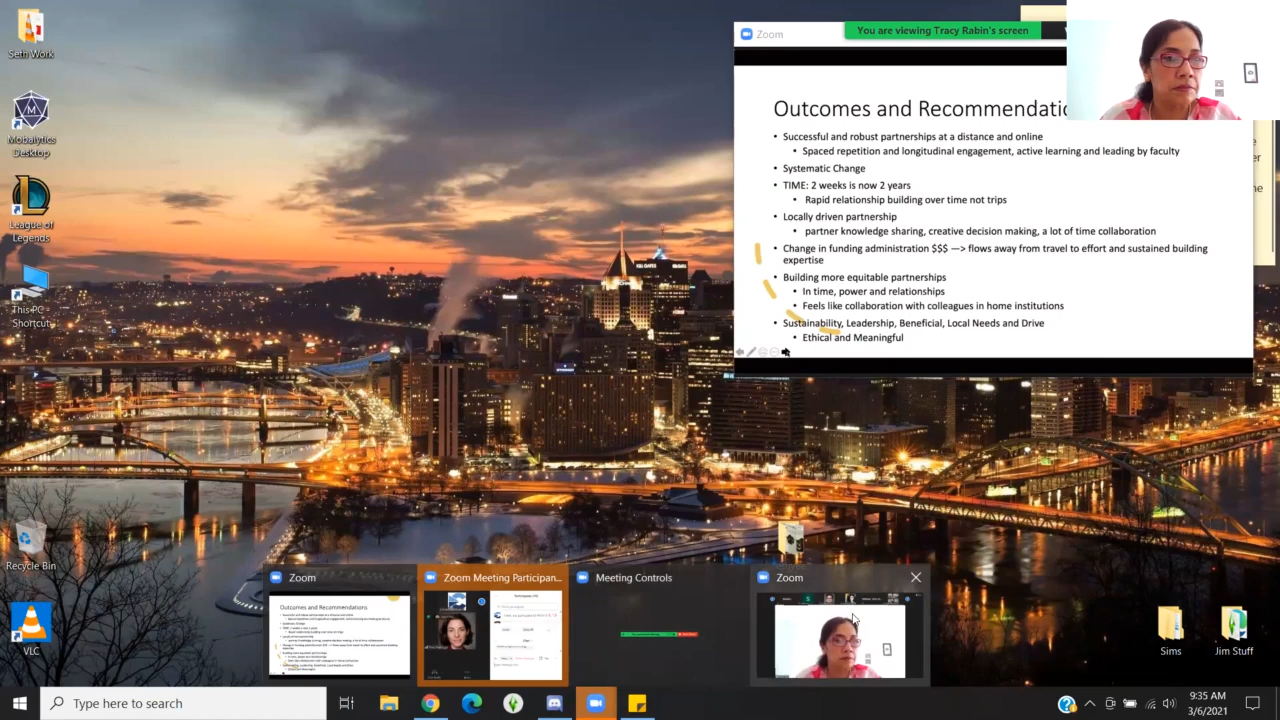 Seth Work
Mobalytics
Desktop
League of
Legends
This PC -
Shortcut
Recycle Bin
VLC
Zoom
You are viewing Tracy Rabin's screen
Outcomes and Recommendatio
• Successful and robust partnerships at a distance and online
• Spaced repetition and longitudinal engagement, active learning and leading by faculty
• Systematic Change
• TIME: 2 weeks is now 2 years
• Rapid relationship building over time not trips
• Locally driven partnership
• partner knowledge sharing, creative decision making, a lot of time collaboration
• Change in funding administration $$$ —> flows away from travel to effort and sustained building
expertise
• Building more equitable partnerships
• In time, power and relationships
• Feels like collaboration with colleagues in home institutions
• Sustainability, Leadership, Beneficial, Local Needs and Drive
• Ethical and Meaningful
Zoom
Zoom Meeting Participan...
Meeting Controls
Zoom
Outcomes and Recommendations
Sims
Jim Stuff
Type here to search
9:35 AM
3/6/2021